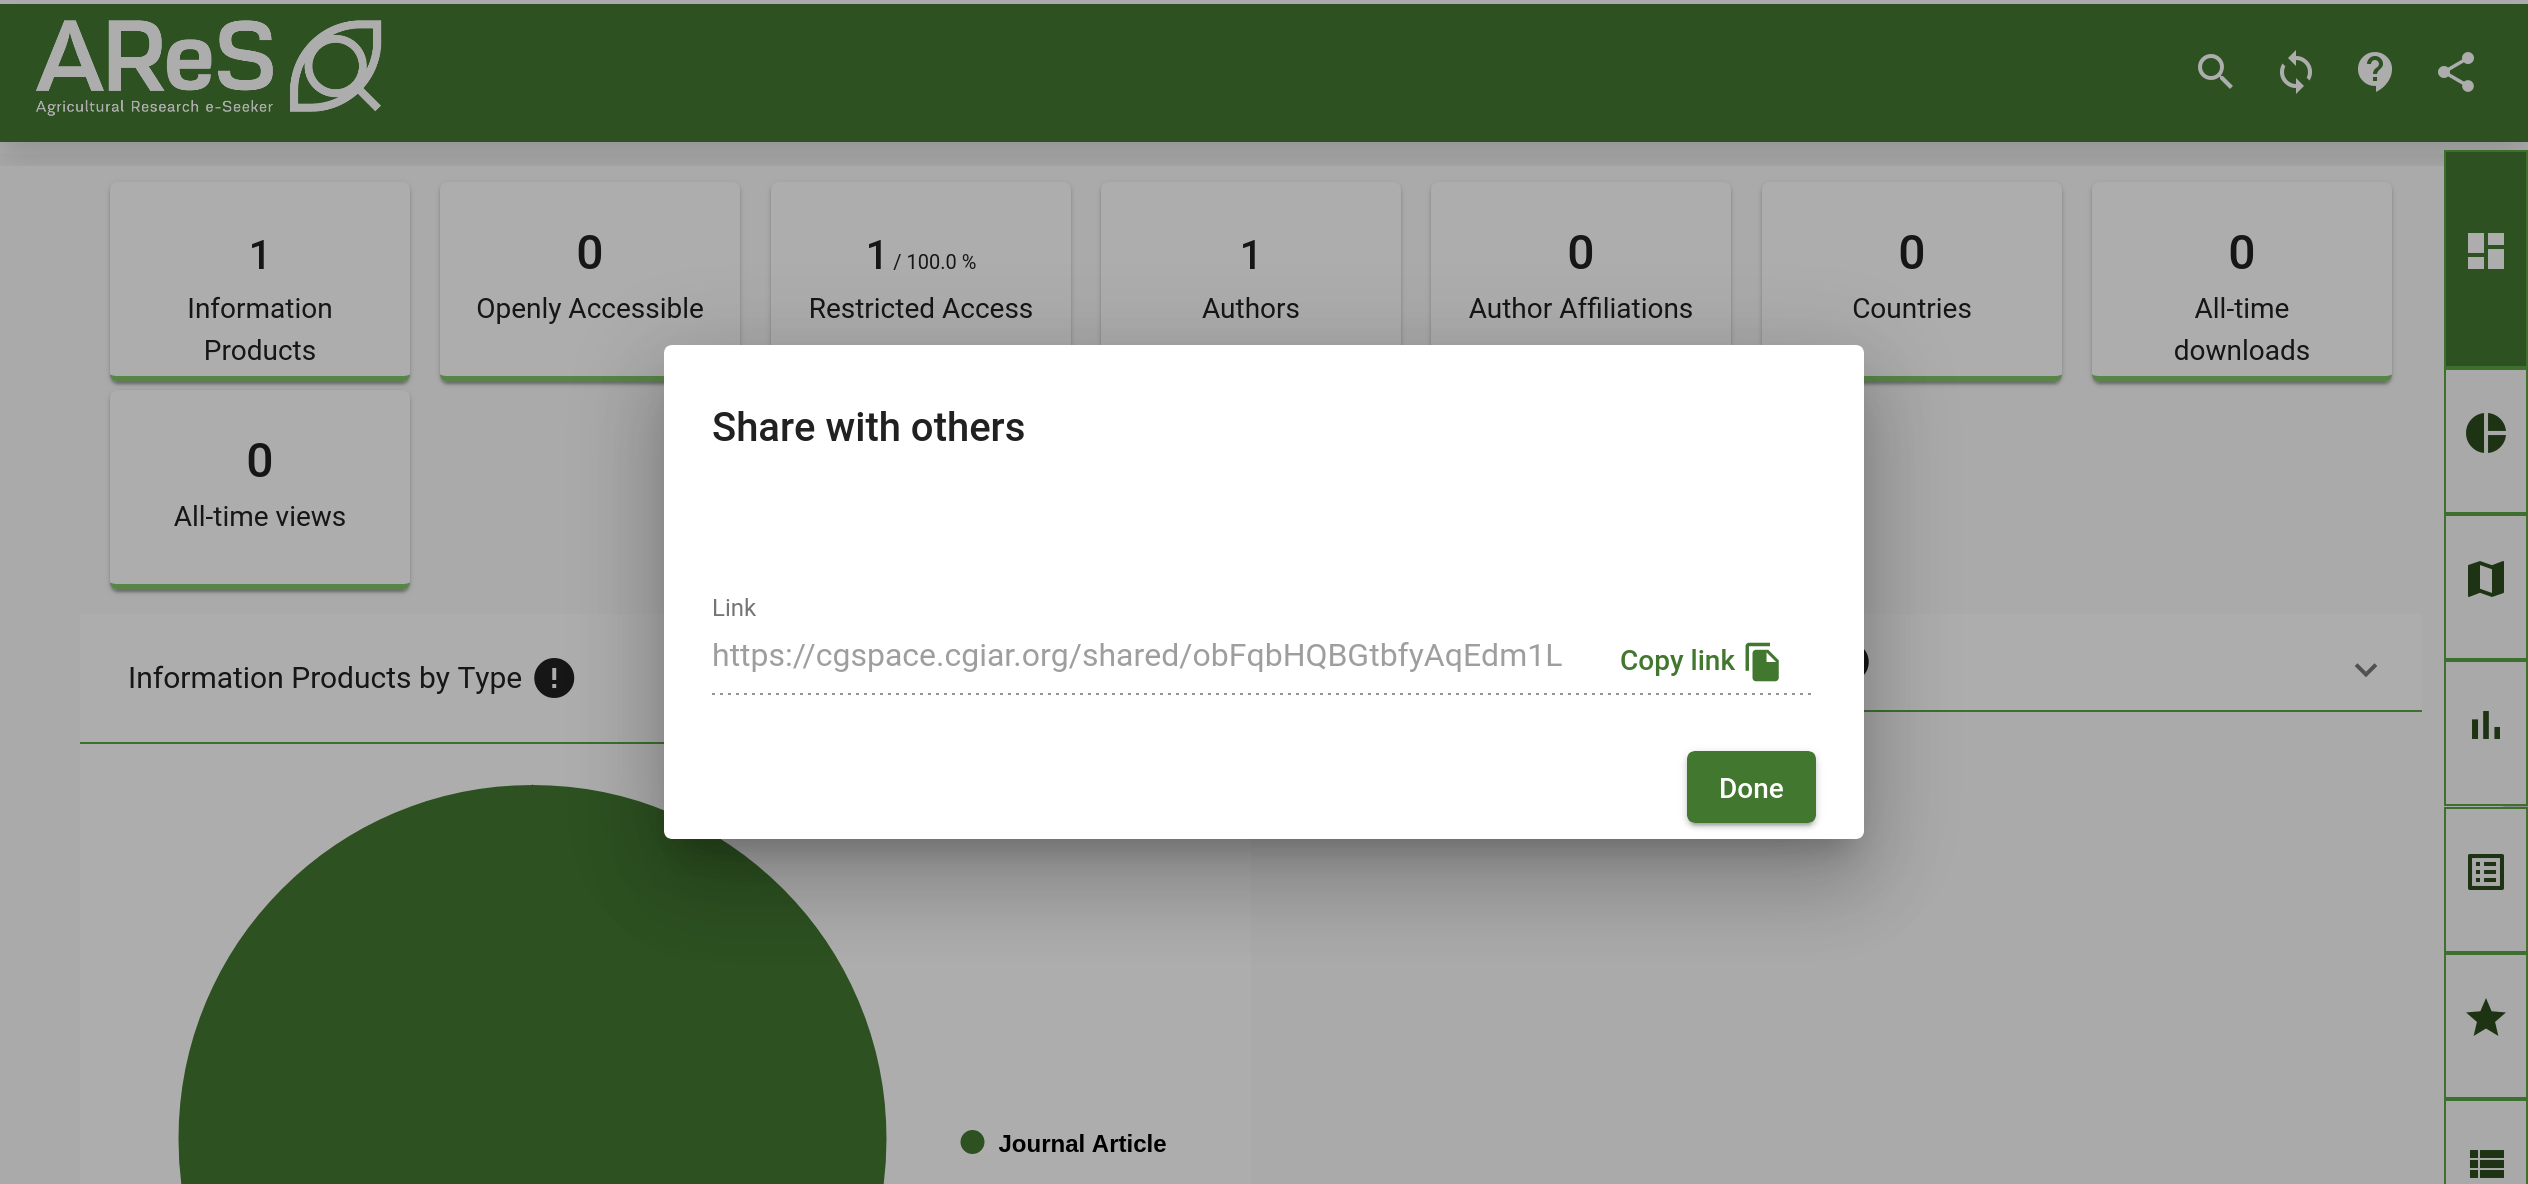 AReS
Agricultural Research e-Seeker
1
Information
Products
0
Openly Accessible
1 / 100.0 %
Restricted Access
1
Authors
0
Author Affiliations
0
Countries
0
All-time
downloads
0
All-time views
Share with others
Link
https://cgspace.cgiar.org/shared/obFqbHQBGtbfyAqEdm1L
Copy link
Done
Information Products by Type
Journal Article